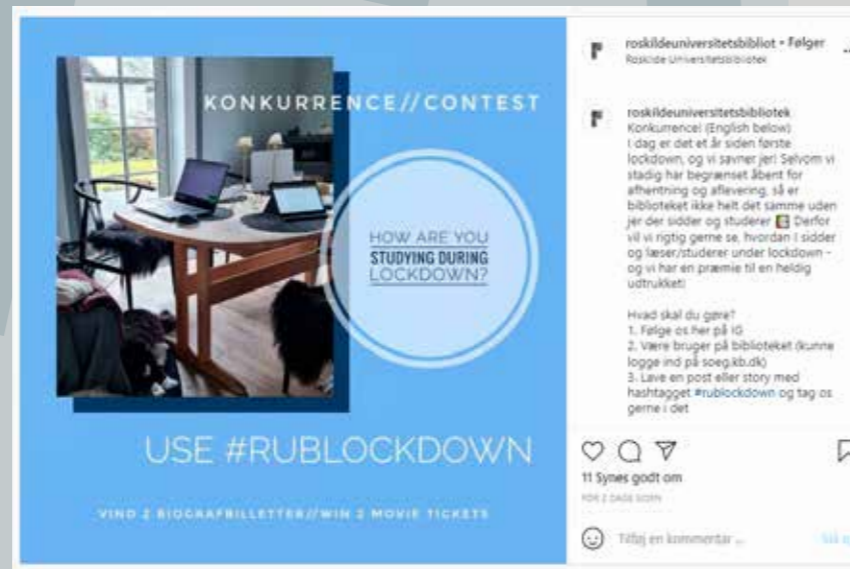 KONKURRENCE//CONTEST
HOW ARE YOU
STUDYING DURING
LOCKDOWN?
USE #RUBLOCKDOWN
VIND 2 BIOGRAFBILLETTER//WIN 2 MOVIE TICKETS
roskildeuniversitetsbibliot • Følger
Roskilde Universitetsbibliotek
roskildeuniversitetsbibliotek
Konkurrence! (English below)
I dag er det et år siden første
lockdown, og vi savner jer! Selvom vi
stadig har begrænset åbent for
afhentning og aflevering, så er
biblioteket ikke helt det samme uden
jer der sidder og studerer Derfor
vil vi rigtig gerne se, hvordan I sidder
og læser/studerer under lockdown -
og vi har en præmie til en heldig
udtrukket!
Hvad skal du gøre?
1. Følge os her på IG
2. Være bruger på biblioteket (kunne
logge ind på soeg.kb.dk)
3. Lave en post eller story med
hashtagget #rublockdown og tag os
gerne i det
11 Synes godt om
FOR 2 DAGE SIDEN
Tilføj en kommentar ...